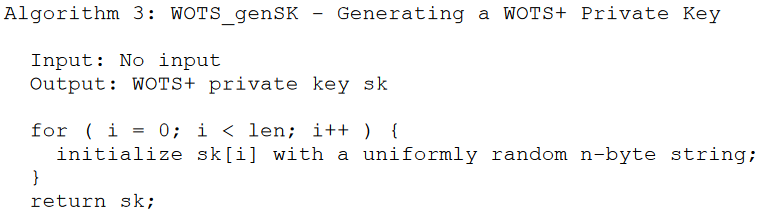 Algorithm 3: WOTS_genSK - Generating a WOTS+ Private Key
Input: No input
Output: WOTS+ private key sk
for ( i = 0; i < len; i++ ) {
initialize sk[i] with a uniformly random n-byte string;
}
return sk;